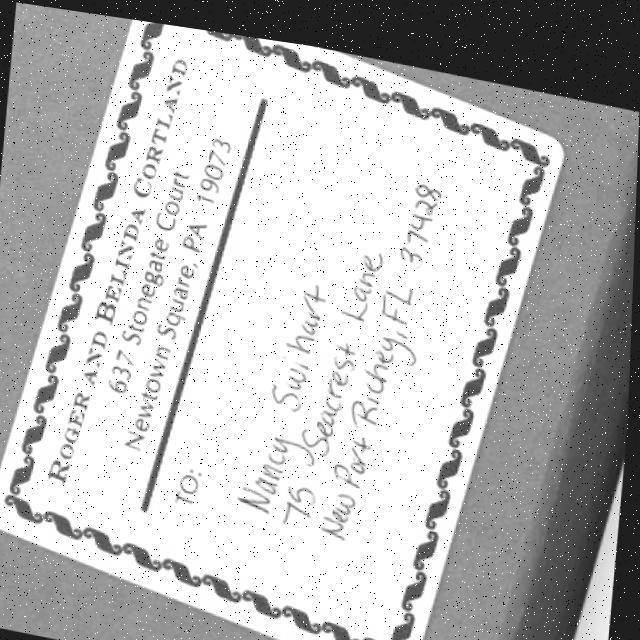 ROGER AND BELINDA CORTLAND
637 Stonegate Court
Newtown Square, PA 19073
TO:
Nancy Swihart
75 Seacrest Lane
New Port Richey, FL 37428